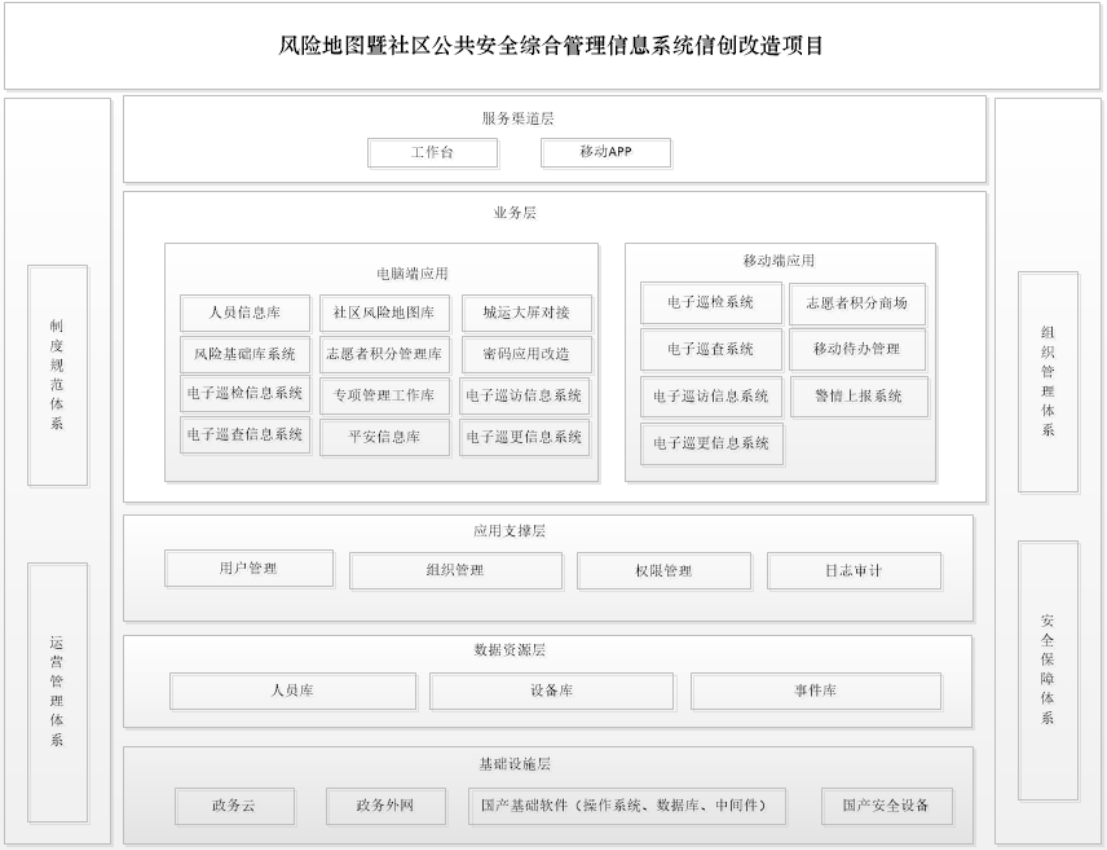 风险地图暨社区公共安全综合管理信息系统信创改造项目
制度规范体系
运营管理体系
服务渠道层
工作台
移动APP
业务层
电脑端应用
人员信息库
社区风险地图库
城运大屏对接
风险基础库系统
志愿者积分管理库
密码应用改造
电子巡检信息系统
专项管理工作库
电子巡访信息系统
电子巡查信息系统
平安信息库
电子巡更信息系统
移动端应用
电子巡检系统
志愿者积分商场
电子巡查系统
移动待办管理
电子巡访信息系统
警情上报系统
电子巡更信息系统
应用支撑层
用户管理
组织管理
权限管理
日志审计
数据资源层
人员库
设备库
事件库
基础设施层
政务云
政务外网
国产基础软件（操作系统、数据库、中间件）
国产安全设备
组织管理体系
安全保障体系